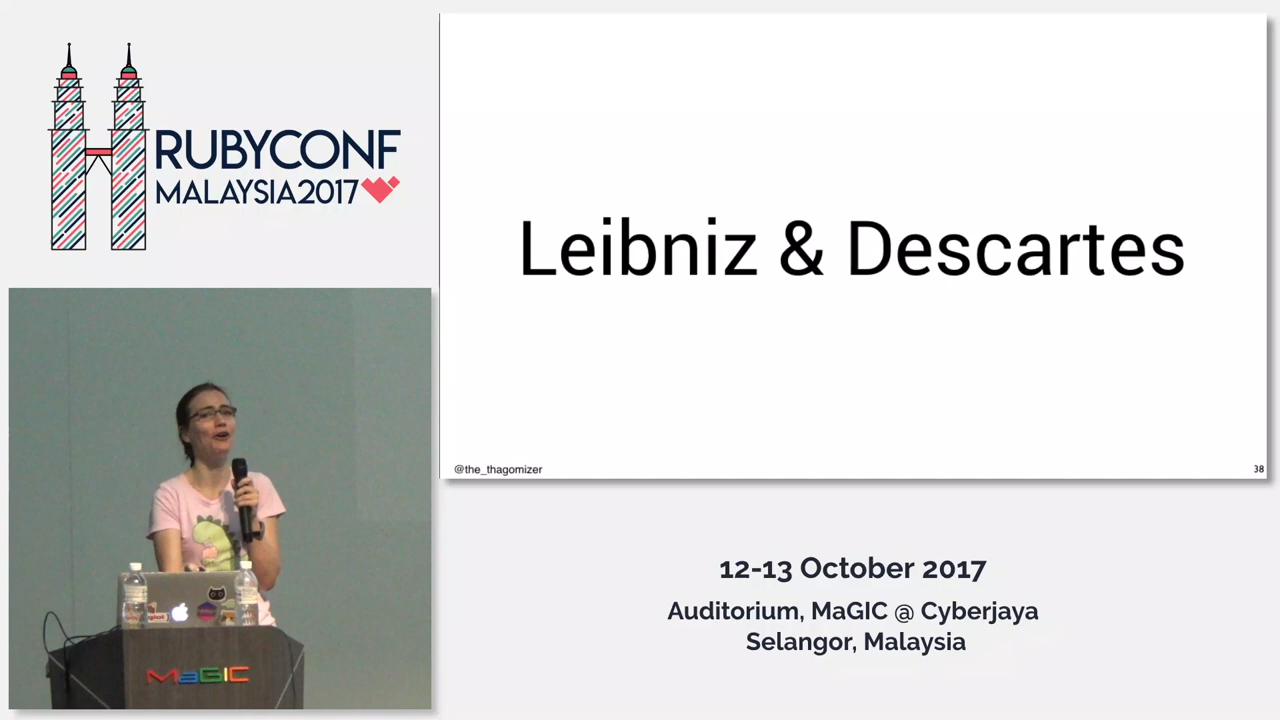 RUBYCONF
MALAYSIA2017
Leibniz & Descartes
@the_thagomizer
38
12-13 October 2017
Auditorium, MaGIC @ Cyberjaya
Selangor, Malaysia
MaGIC